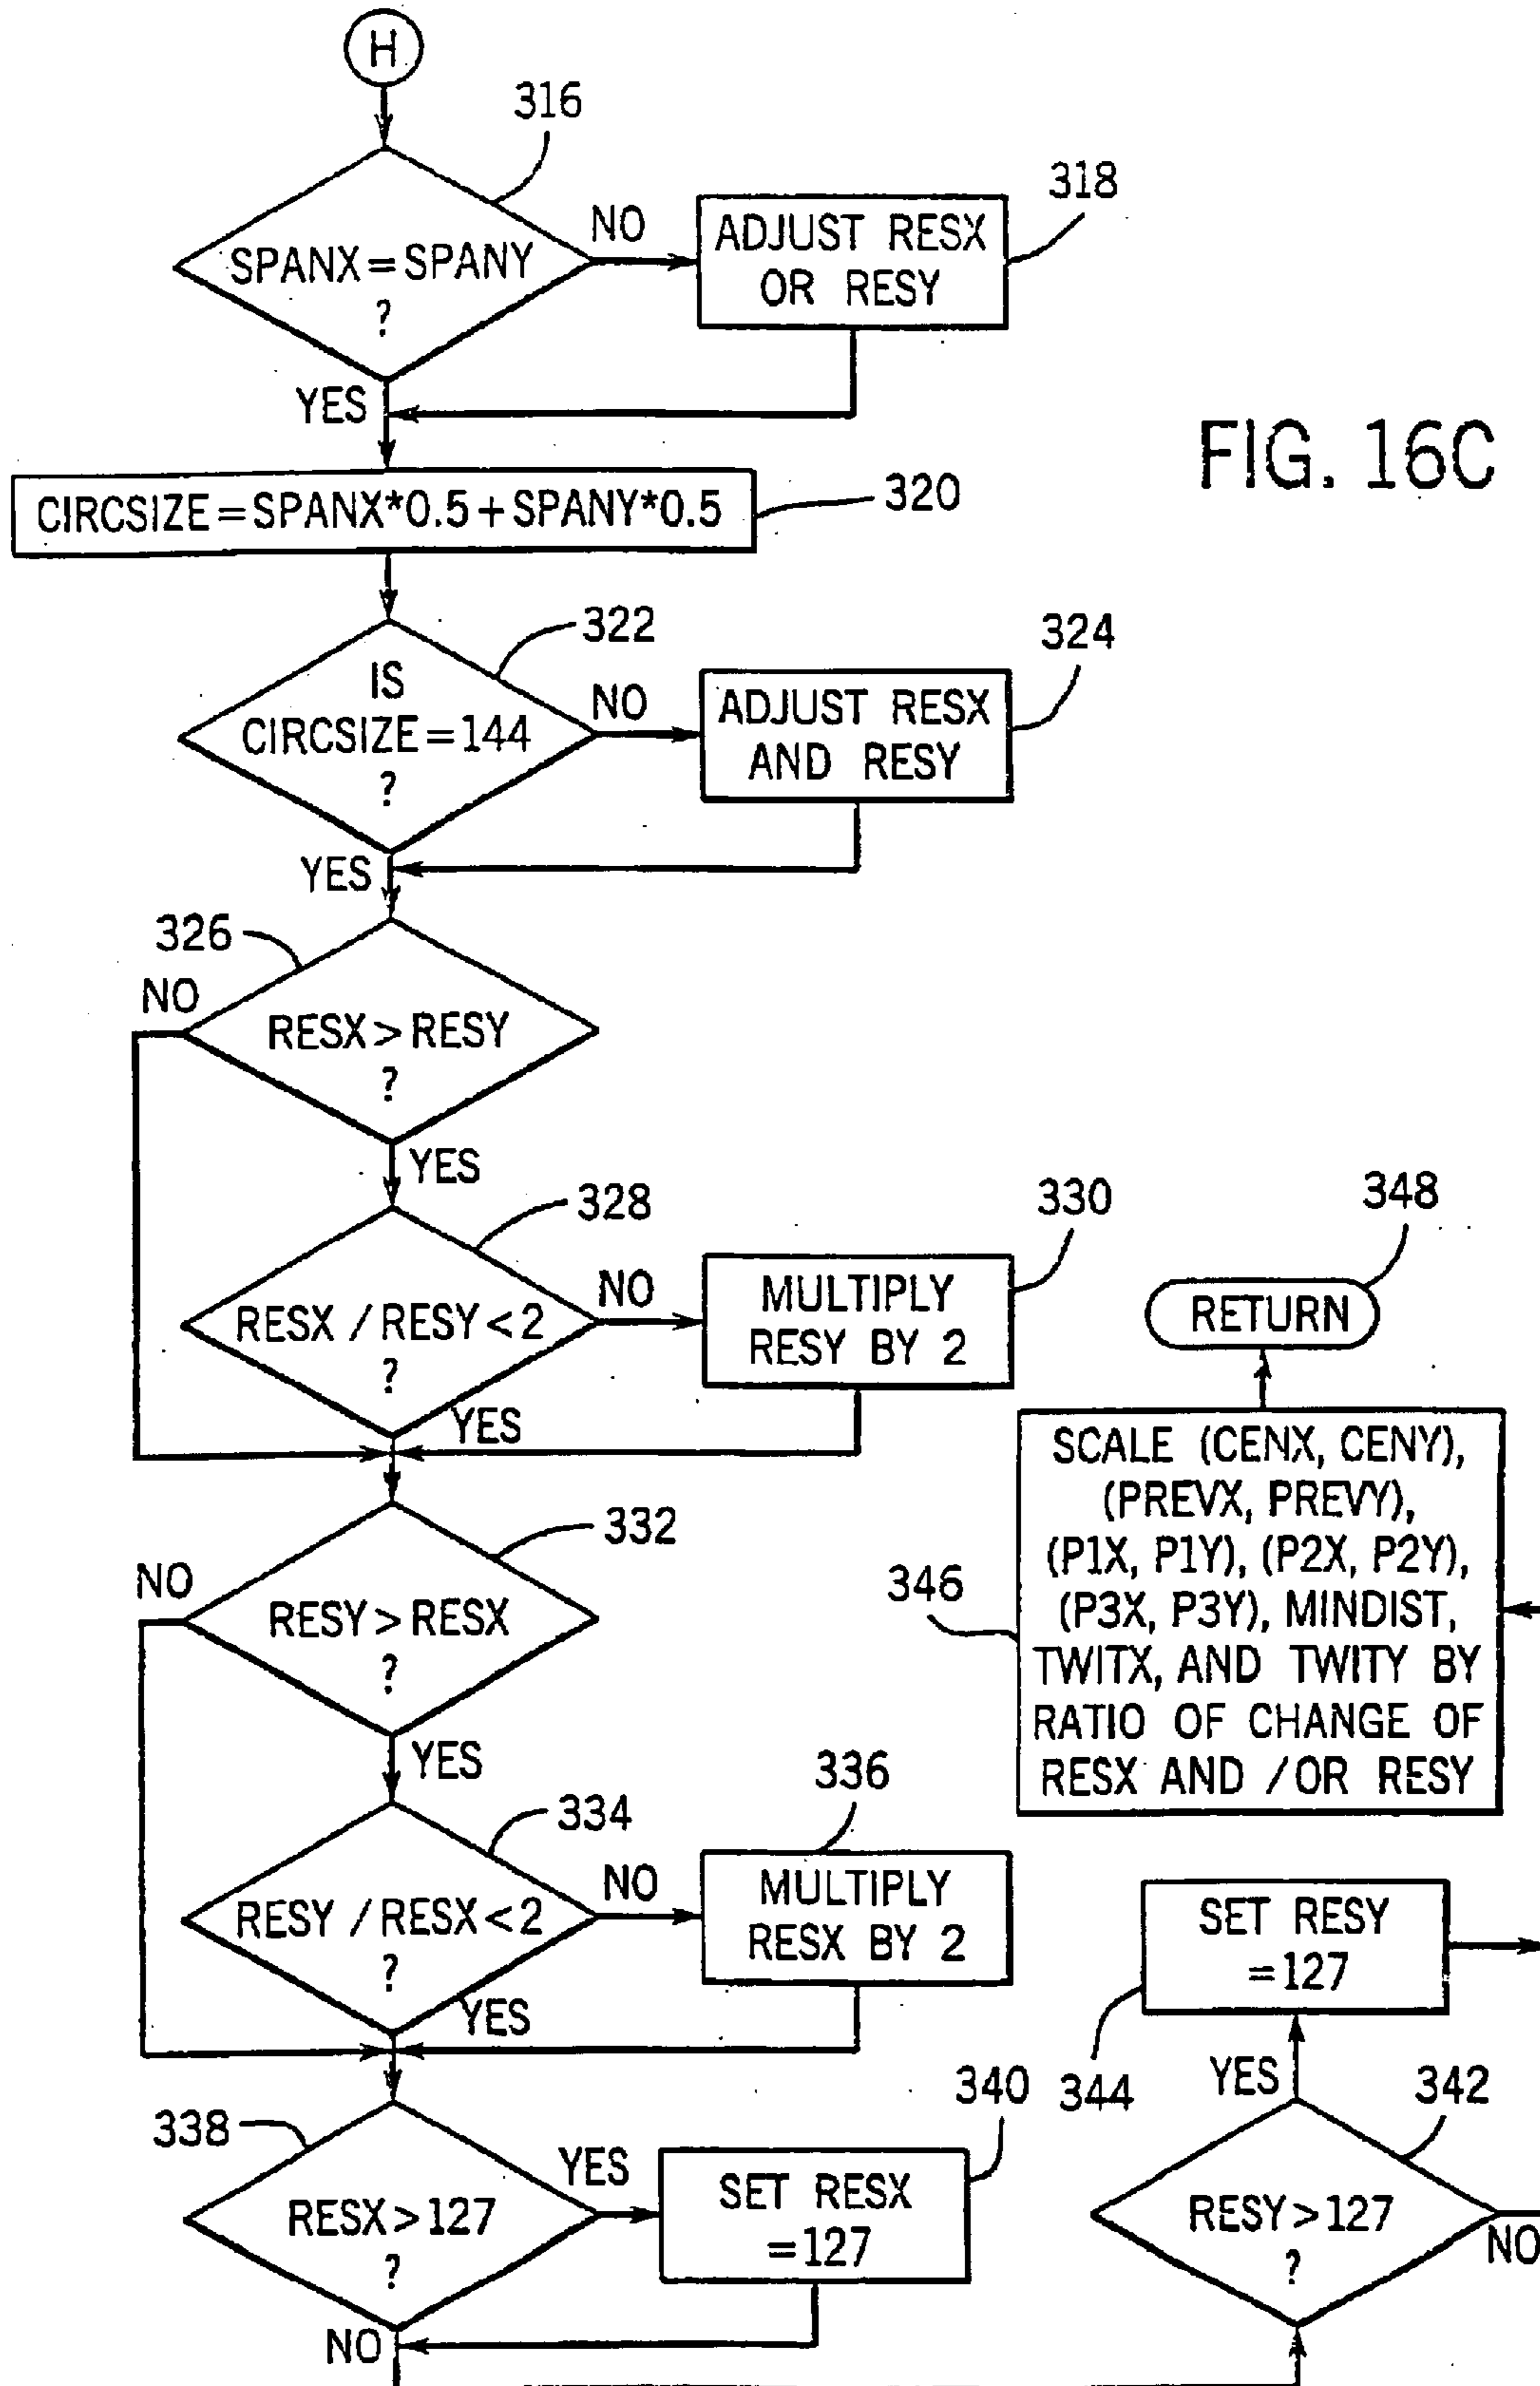 H
316
SPANX=SPANY
?
NO
ADJUST RESX
OR RESY
318
YES
FIG. 16C
CIRCSIZE=SPANX*0.5+SPANY*0.5
320
322
IS
CIRCSIZE=144
?
NO
ADJUST RESX
AND RESY
324
YES
326
NO
RESX>RESY
?
YES
328
RESX /RESY<2
?
NO
MULTIPLY
RESY BY 2
330
YES
332
NO
RESY>RESX
?
YES
334
RESY /RESX<2
?
NO
MULTIPLY
RESX BY 2
336
YES
338
RESX>127
?
YES
SET RESX
=127
340
NO
342
RESY>127
?
NO
YES
SET RESY
=127
344
346
SCALE (CENX, CENY),
(PREVX, PREVY),
(P1X, P1Y), (P2X, P2Y),
(P3X, P3Y), MINDIST,
TWITX, AND TWITY BY
RATIO OF CHANGE OF
RESX AND /OR RESY
RETURN
348